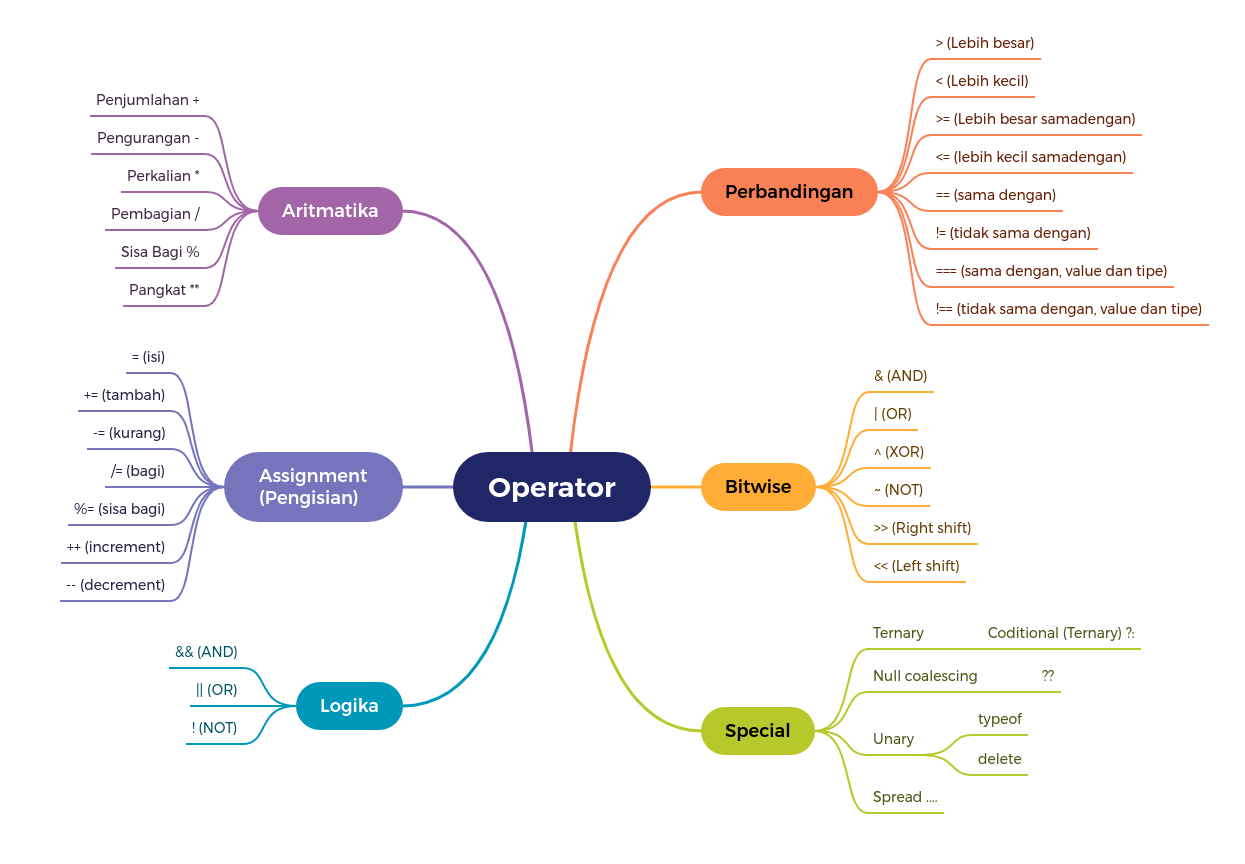 Operator
Aritmatika
Penjumlahan +
Pengurangan -
Perkalian *
Pembagian /
Sisa Bagi %
Pangkat **
Assignment
(Pengisian)
= (isi)
+= (tambah)
-= (kurang)
/= (bagi)
%= (sisa bagi)
++ (increment)
-- (decrement)
Logika
&& (AND)
|| (OR)
! (NOT)
Perbandingan
> (Lebih besar)
< (Lebih kecil)
>= (Lebih besar samadengan)
<= (lebih kecil samadengan)
== (sama dengan)
!= (tidak sama dengan)
=== (sama dengan, value dan tipe)
!== (tidak sama dengan, value dan tipe)
Bitwise
& (AND)
| (OR)
^ (XOR)
~ (NOT)
>> (Right shift)
<< (Left shift)
Special
Ternary Coditional (Ternary) ?:
Null coalescing ??
Unary
typeof
delete
Spread ....